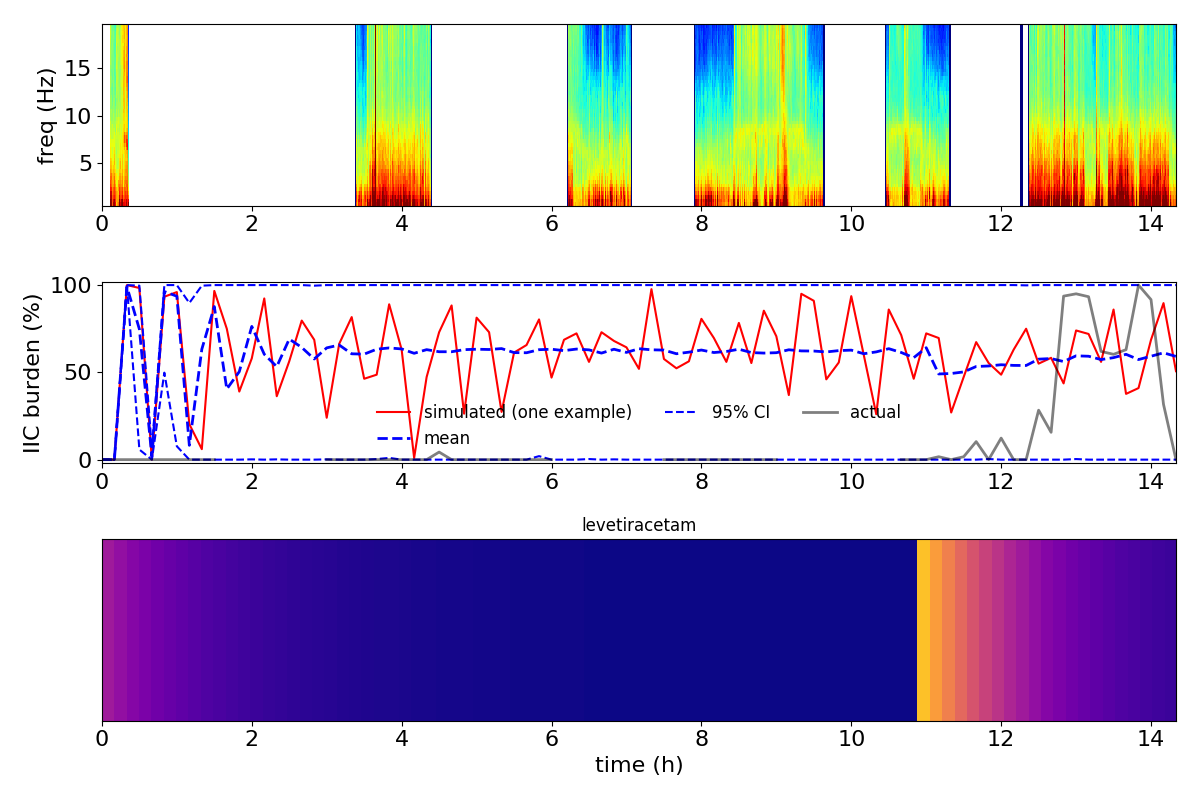 freq (Hz)
15
10
5
0 2 4 6 8 10 12 14
IIC burden (%)
100
50
0
simulated (one example) 95% CI actual
mean
0 2 4 6 8 10 12 14
levetiracetam
0 2 4 6 8 10 12 14
time (h)